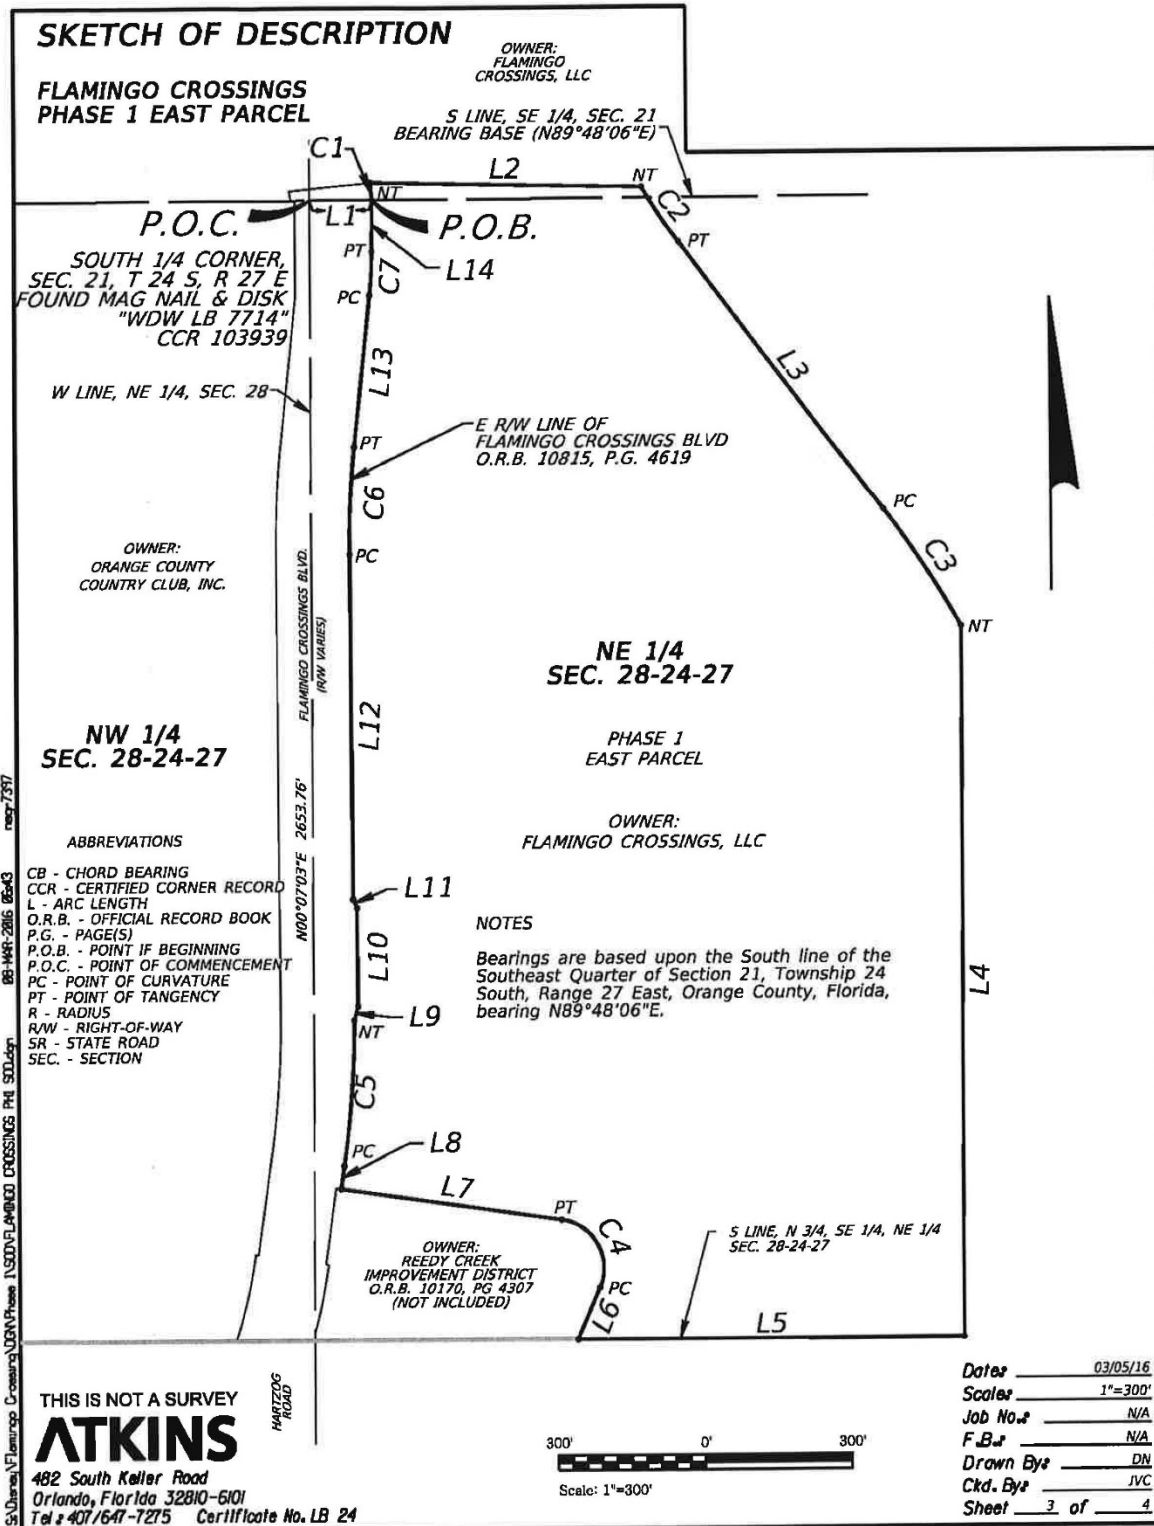 SKETCH OF DESCRIPTION
FLAMINGO CROSSINGS
PHASE 1 EAST PARCEL
OWNER:
FLAMINGO
CROSSINGS, LLC
S LINE, SE 1/4, SEC. 21
BEARING BASE (N89°48'06"E)
C1
L2
NT
NT
C2
PT
L1
P.O.C.
P.O.B.
SOUTH 1/4 CORNER,
SEC. 21, T 24 S, R 27 E
FOUND MAG NAIL & DISK
"WDW LB 7714"
CCR 103939
PT
L14
C7
PC
L13
L3
W LINE, NE 1/4, SEC. 28
E R/W LINE OF
FLAMINGO CROSSINGS BLVD
O.R.B. 10815, P.G. 4619
PT
C6
PC
PC
C3
NT
OWNER:
ORANGE COUNTY
COUNTRY CLUB, INC.
FLAMINGO CROSSINGS BLVD.
(R/W VARIES)
NE 1/4
SEC. 28-24-27
L12
NW 1/4
SEC. 28-24-27
PHASE 1
EAST PARCEL
N00°07'03"E 2653.76'
OWNER:
FLAMINGO CROSSINGS, LLC
ABBREVIATIONS
CB - CHORD BEARING
CCR - CERTIFIED CORNER RECORD
L - ARC LENGTH
O.R.B. - OFFICIAL RECORD BOOK
P.G. - PAGE(S)
P.O.B. - POINT IF BEGINNING
P.O.C. - POINT OF COMMENCEMENT
PC - POINT OF CURVATURE
PT - POINT OF TANGENCY
R - RADIUS
R/W - RIGHT-OF-WAY
SR - STATE ROAD
SEC. - SECTION
L11
L10
L9
NT
NOTES
Bearings are based upon the South line of the
Southeast Quarter of Section 21, Township 24
South, Range 27 East, Orange County, Florida,
bearing N89°48'06"E.
L4
C5
PC
L8
L7
PT
C4
PC
L6
S LINE, N 3/4, SE 1/4, NE 1/4
SEC. 28-24-27
L5
OWNER:
REEDY CREEK
IMPROVEMENT DISTRICT
O.R.B. 10170, PG 4307
(NOT INCLUDED)
HARTZOG
ROAD
THIS IS NOT A SURVEY
ATKINS
482 South Keller Road
Orlando, Florida 32810-6101
Tel: 407/647-7275 Certificate No. LB 24
300' 0' 300'
Scale: 1"=300'
Date: 03/05/16
Scale: 1"=300'
Job No.: N/A
F.B.: N/A
Drawn By: DN
Ckd. By: JVC
Sheet 3 of 4
neg-7397